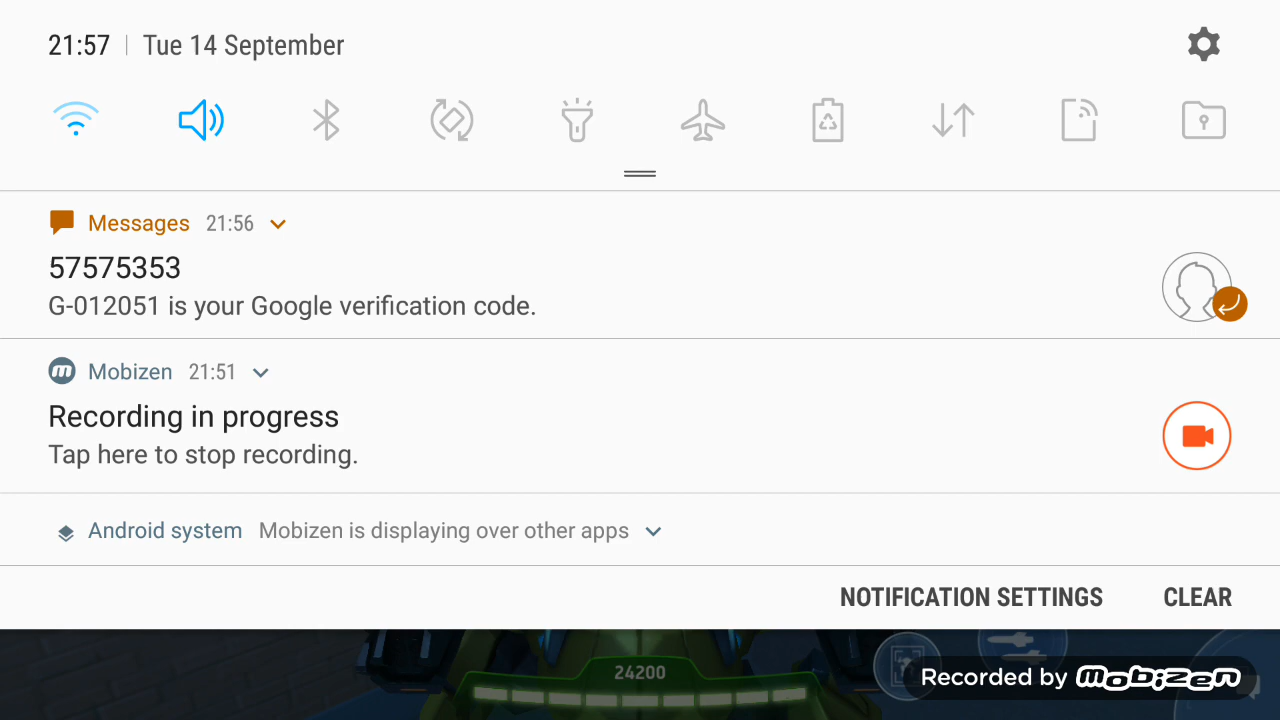 21:57 | Tue 14 September
Messages 21:56
57575353
G-012051 is your Google verification code.
m Mobizen 21:51
Recording in progress
Tap here to stop recording.
Android system Mobizen is displaying over other apps
NOTIFICATION SETTINGS CLEAR
24200
Recorded by mobizen